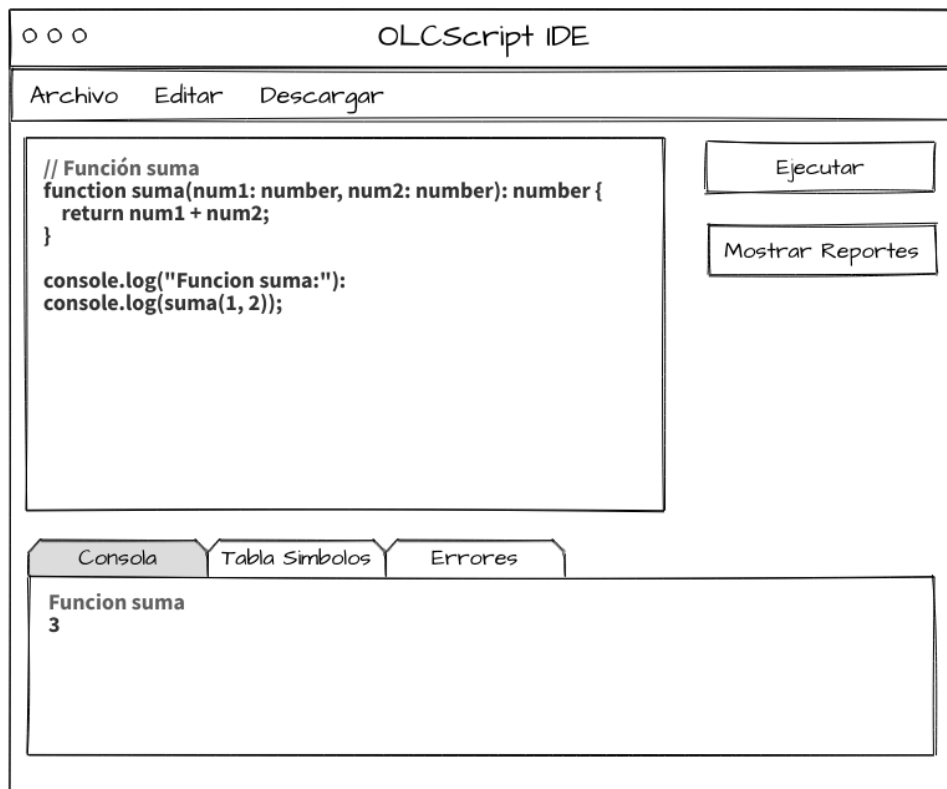 OLCScript IDE
Archivo Editar Descargar
// Función suma
function suma(num1: number, num2: number): number {
return num1 + num2;
}
console.log("Funcion suma:"):
console.log(suma(1, 2));
Ejecutar
Mostrar Reportes
Consola Tabla Simbolos Errores
Funcion suma
3